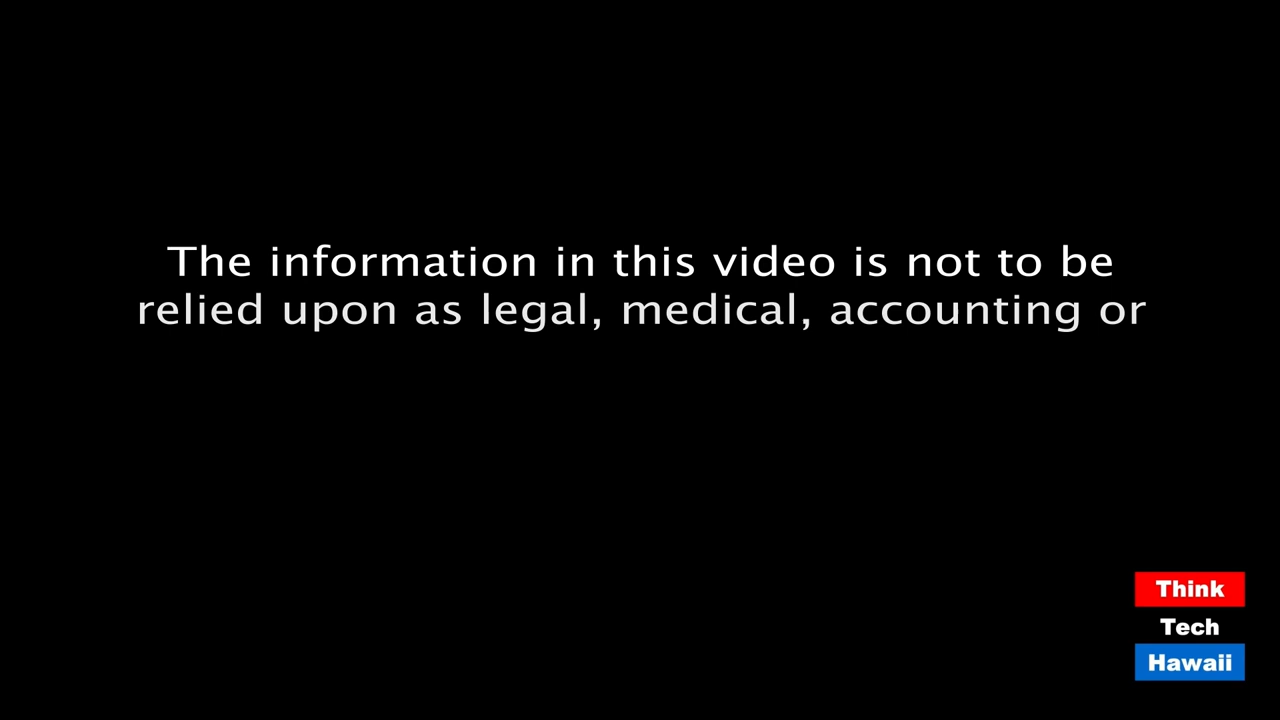 The information in this video is not to be
relied upon as legal, medical, accounting or
Think
Tech
Hawaii